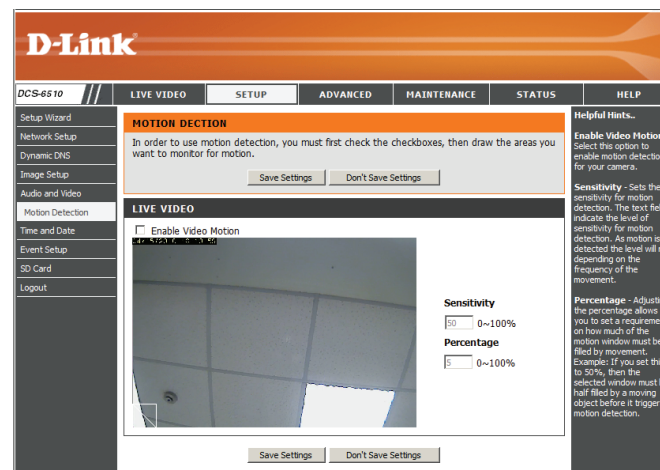 D-Link
DCS-6510
LIVE VIDEO
SETUP
ADVANCED
MAINTENANCE
STATUS
HELP
Setup Wizard
Network Setup
Dynamic DNS
Image Setup
Audio and Video
Motion Detection
Time and Date
Event Setup
SD Card
Logout
MOTION DECTION
In order to use motion detection, you must first check the checkboxes, then draw the areas you
want to monitor for motion.
Save Settings Don't Save Settings
LIVE VIDEO
Enable Video Motion
Sensitivity
50 0~100%
Percentage
5 0~100%
Save Settings Don't Save Settings
Helpful Hints..
Enable Video Motion
Select this option to
enable motion detectio
for your camera.
Sensitivity - Sets the
sensitivity for motion
detection. The text fiel
indicate the level of
sensitivity for motion
detection. As motion is
detected the level will
depending on the
frequency of the
movement.
Percentage - Adjusti
the percentage allows
you to set a requireme
on how much of the
motion window must be
filled by movement.
Example: If you set thi
to 50%, then the
selected window must
half filled by a moving
object before it trigger
motion detection.